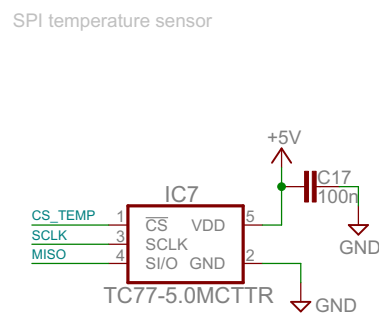 SPI temperature sensor
+5V
C17
100n
GND
IC7
CS_TEMP 1 CS VDD 5
SCLK 3 SCLK
MISO 4 SI/O GND 2
TC77-5.0MCTTR
GND